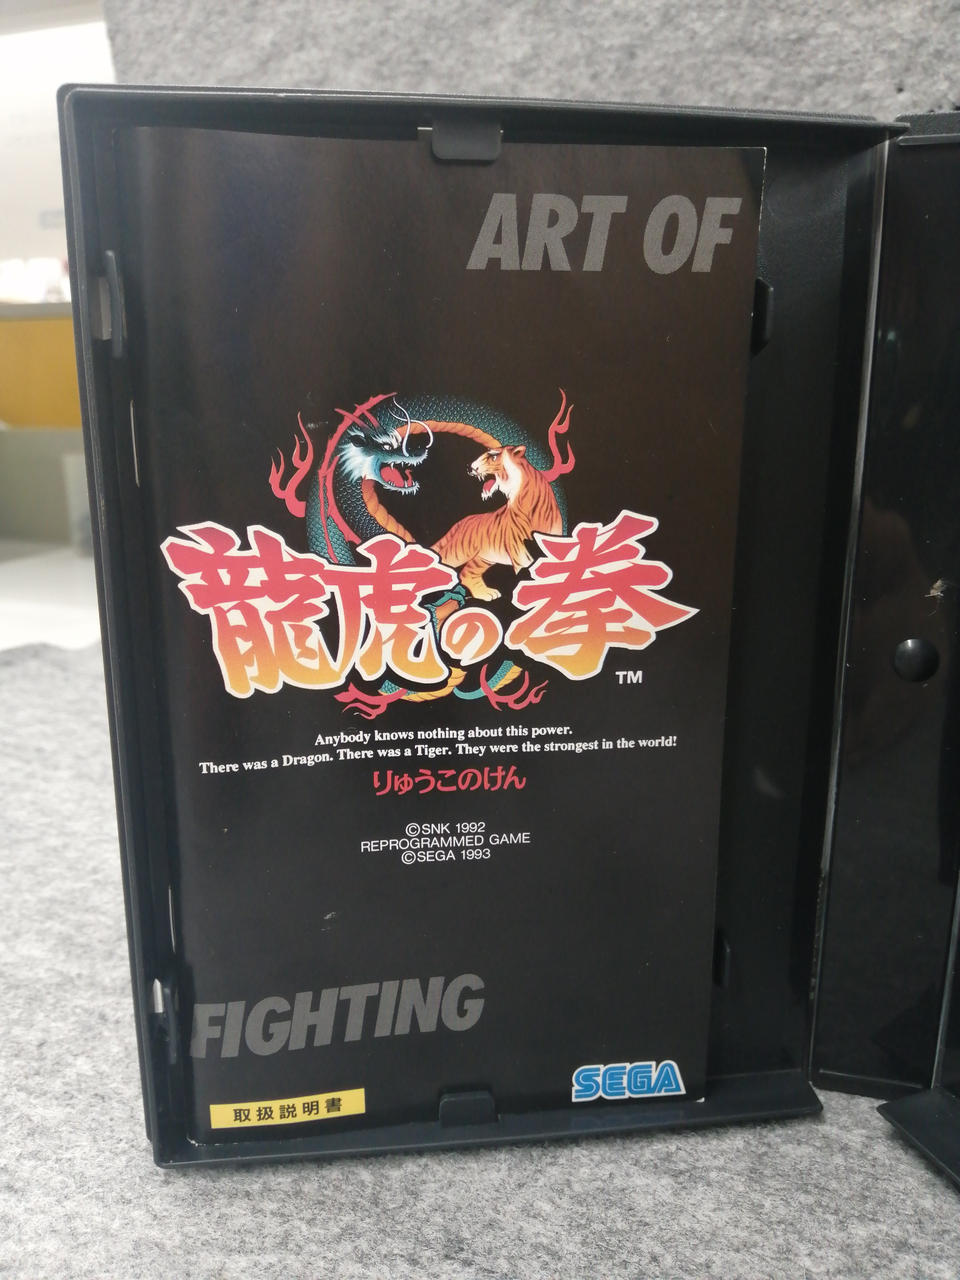 ART OF
龍虎の拳
TM
Anybody knows nothing about this power.
There was a Dragon. There was a Tiger. They were the strongest in the world!
りゅうこのけん
©SNK 1992
REPROGRAMMED GAME
©SEGA 1993
FIGHTING
SEGA
取扱説明書